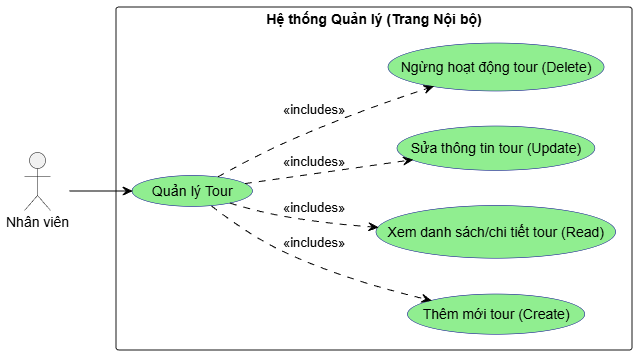 Hệ thống Quản lý (Trang Nội bộ)
Ngừng hoạt động tour (Delete)
«includes»
Sửa thông tin tour (Update)
«includes»
Quản lý Tour
Nhân viên
«includes»
Xem danh sách/chi tiết tour (Read)
«includes»
Thêm mới tour (Create)